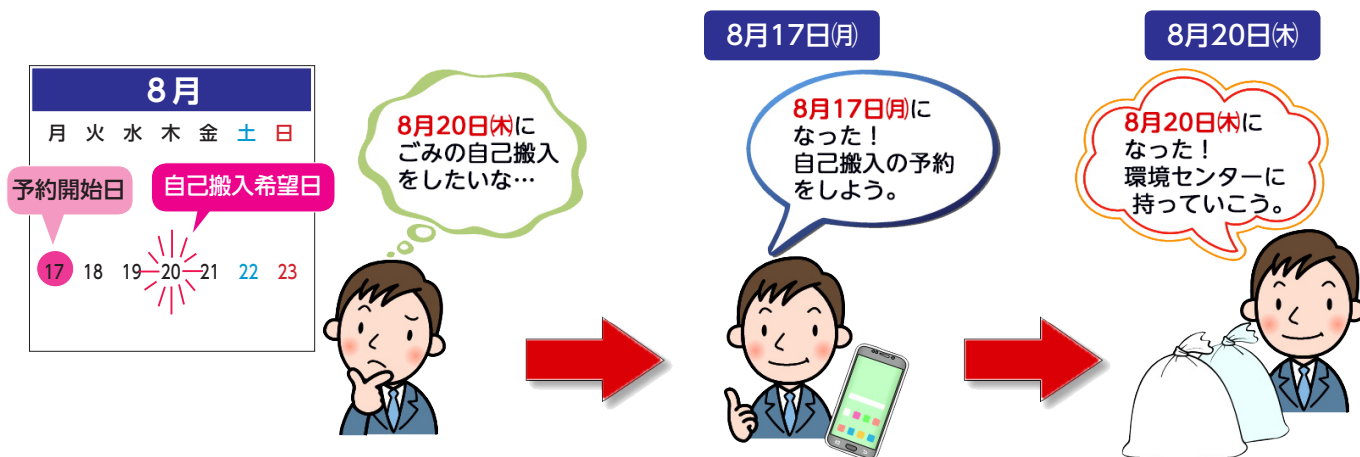 8月
月 火 水 木 金 土 日
予約開始日
自己搬入希望日
17 18 19 20 21 22 23
8月20日㈭に
ごみの自己搬入
をしたいな…
8月17日㈪
8月17日㈪に
なった！
自己搬入の予約
をしよう。
8月20日㈭
8月20日㈭に
なった！
環境センターに
持っていこう。